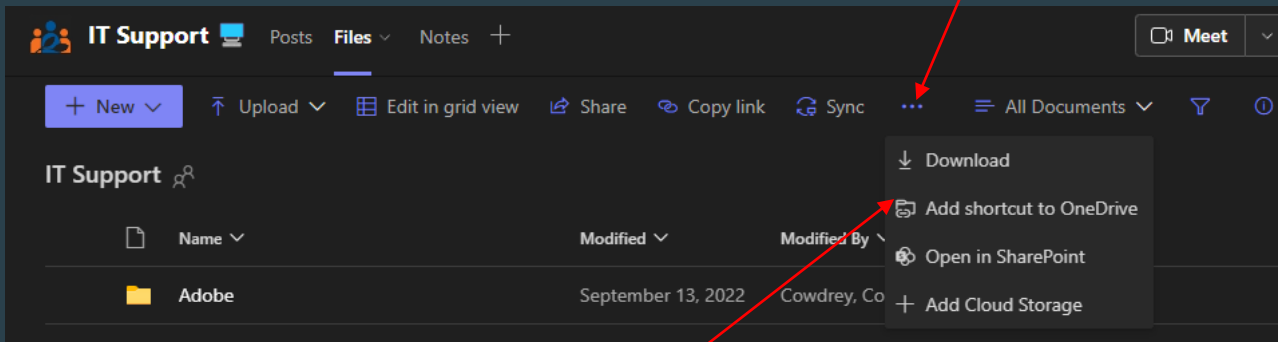 IT Support Posts Files Notes Meet
New Upload Edit in grid view Share Copy link Sync ... All Documents
Download
IT Support
Add shortcut to OneDrive
Name Modified Modified By
Open in SharePoint
Adobe September 13, 2022 Cowdrey, Co
Add Cloud Storage